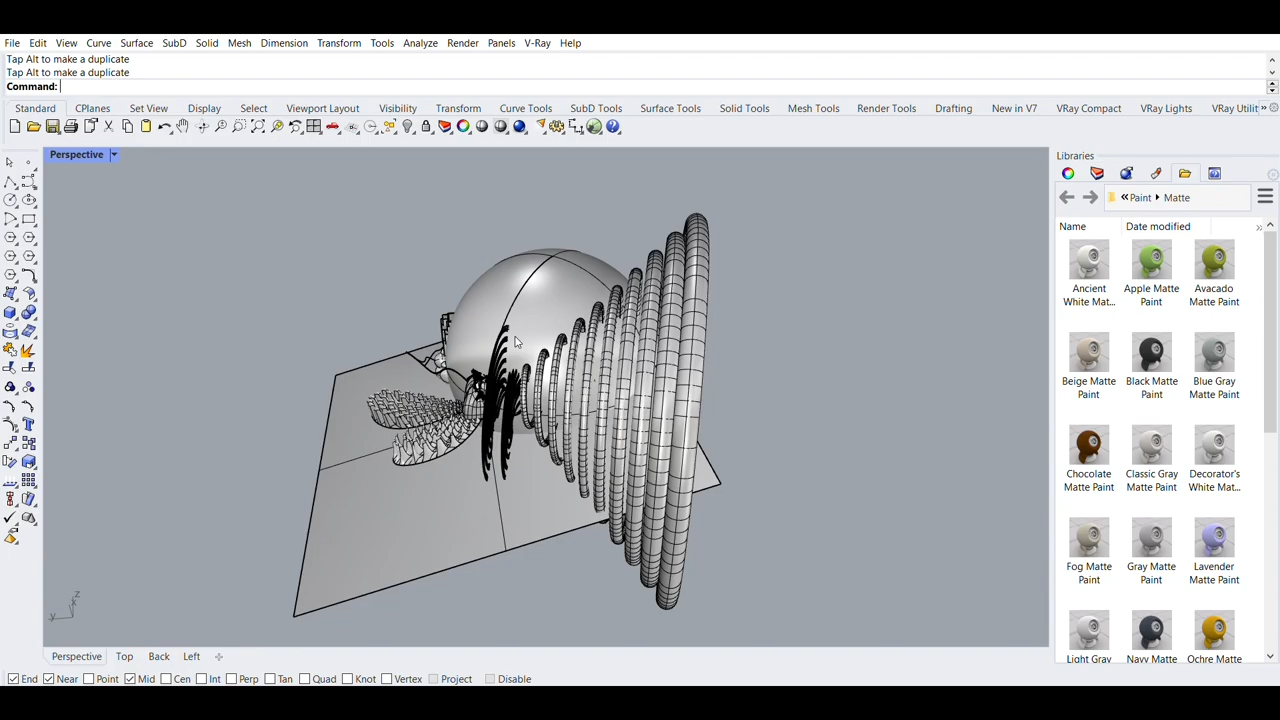 File Edit View Curve Surface SubD Solid Mesh Dimension Transform Tools Analyze Render Panels V-Ray Help
Tap Alt to make a duplicate
Tap Alt to make a duplicate
Command:
Standard CPlanes Set View Display Select Viewport Layout Visibility Transform Curve Tools SubD Tools Surface Tools Solid Tools Mesh Tools Render Tools Drafting New in V7 VRay Compact VRay Lights VRay Utilit »
Perspective
Libraries
«Paint Matte
Name Date modified »
Ancient White Mat...
Apple Matte Paint
Avacado Matte Paint
Beige Matte Paint
Black Matte Paint
Blue Gray Matte Paint
Chocolate Matte Paint
Classic Gray Matte Paint
Decorator's White Mat...
Fog Matte Paint
Gray Matte Paint
Lavender Matte Paint
Light Gray Navy Matte Ochre Matte
z
x
y
Perspective Top Back Left
End Near Point Mid Cen Int Perp Tan Quad Knot Vertex Project Disable